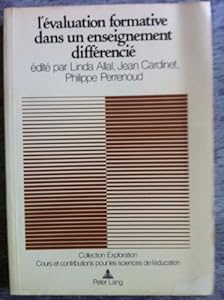 l'évaluation formative
dans un enseignement
différencié
édité par Linda Allal, Jean Cardinet,
Philippe Perrenoud
Collection Exploration
Cours et contributions pour les sciences de l'éducation
Peter Lang